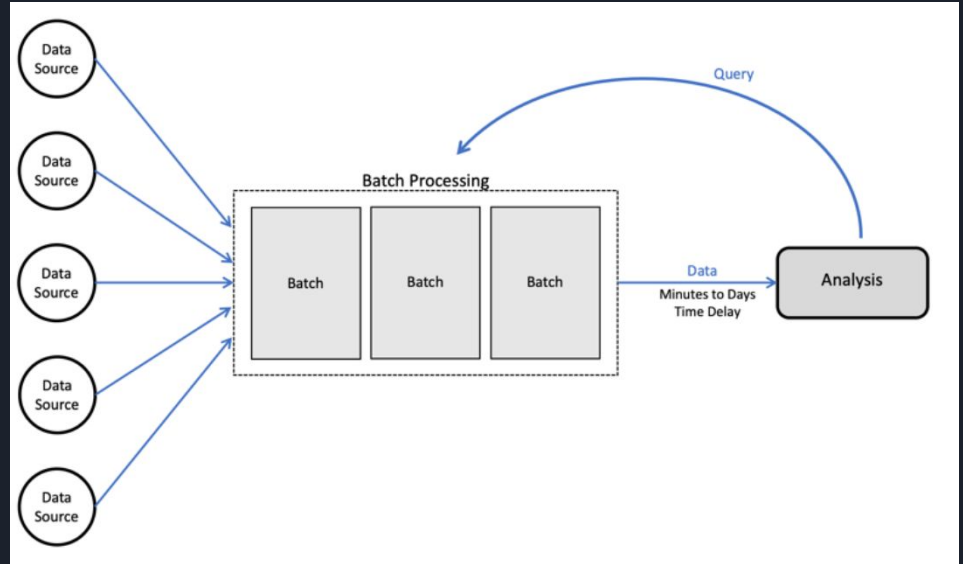 Data
Source
Data
Source
Data
Source
Data
Source
Data
Source
Query
Batch Processing
Batch
Batch
Batch
Data
Minutes to Days
Time Delay
Analysis